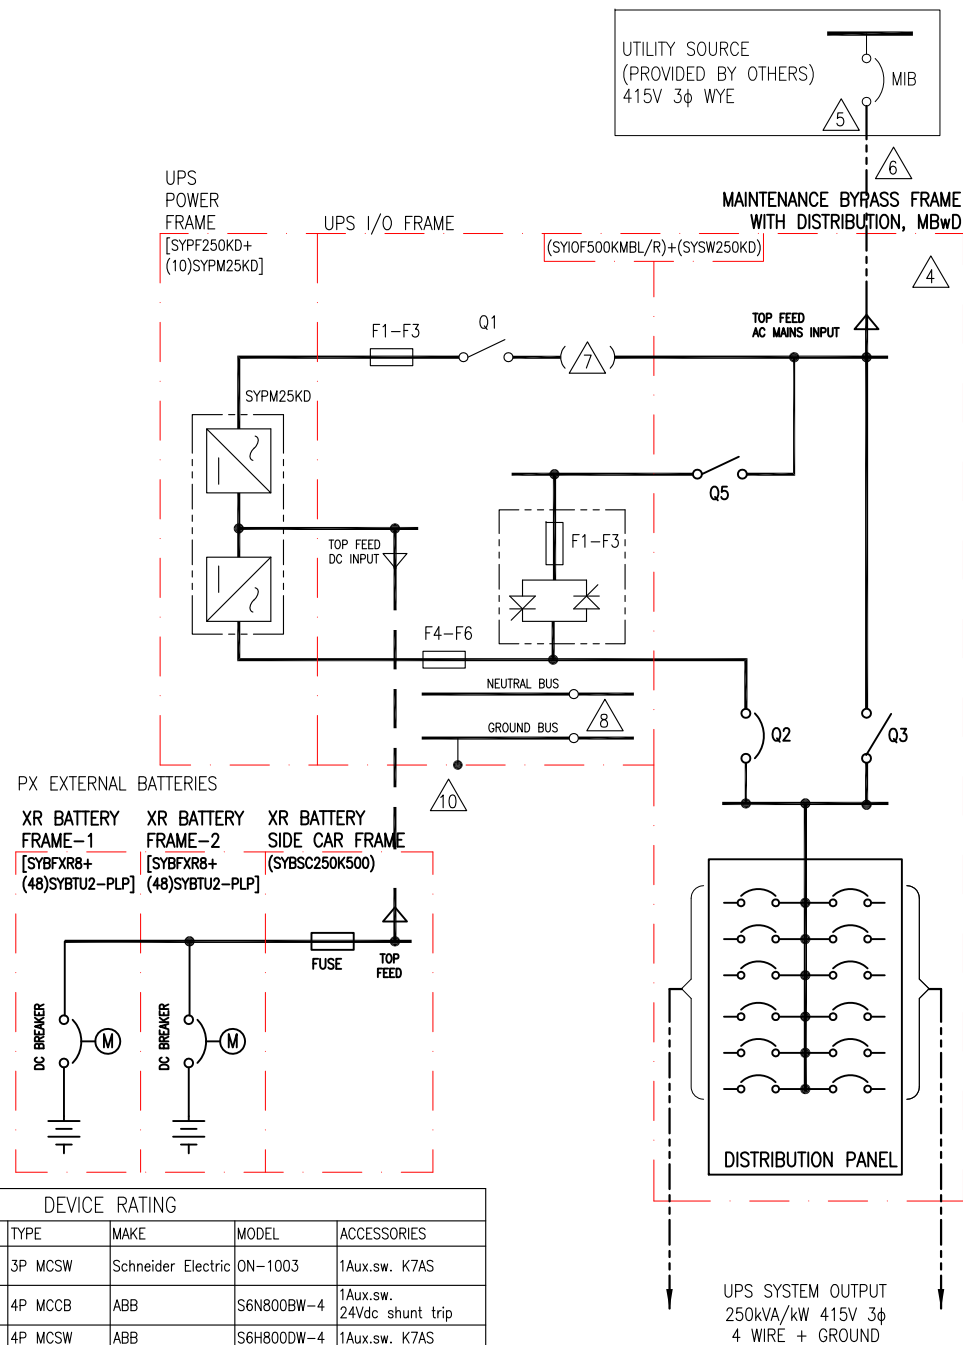 UTILITY SOURCE
(PROVIDED BY OTHERS)
415V 3ϕ WYE
MIB
5
6
UPS
POWER
FRAME
UPS I/O FRAME
MAINTENANCE BYPASS FRAME
WITH DISTRIBUTION, MBwD
[SYPF250KD+
(10)SYPM25KD]
(SYIOF500KMBL/R)+(SYSW250KD)
4
TOP FEED
AC MAINS INPUT
F1-F3
Q1
7
SYPM25KD
Q5
F1-F3
TOP FEED
DC INPUT
F4-F6
NEUTRAL BUS
8
GROUND BUS
Q2
Q3
10
PX EXTERNAL BATTERIES
XR BATTERY
FRAME-1
[SYBFXR8+
(48)SYBTU2-PLP]
XR BATTERY
FRAME-2
[SYBFXR8+
(48)SYBTU2-PLP]
XR BATTERY
SIDE CAR FRAME
(SYBSC250K500)
FUSE
TOP
FEED
DC BREAKER
M
DC BREAKER
M
DISTRIBUTION PANEL
DEVICE RATING
TYPE MAKE MODEL ACCESSORIES
3P MCSW Schneider Electric ON-1003 1Aux.sw. K7AS
4P MCCB ABB S6N800BW-4 1Aux.sw.
24Vdc shunt trip
4P MCSW ABB S6H800DW-4 1Aux.sw. K7AS
UPS SYSTEM OUTPUT
250kVA/kW 415V 3ϕ
4 WIRE + GROUND